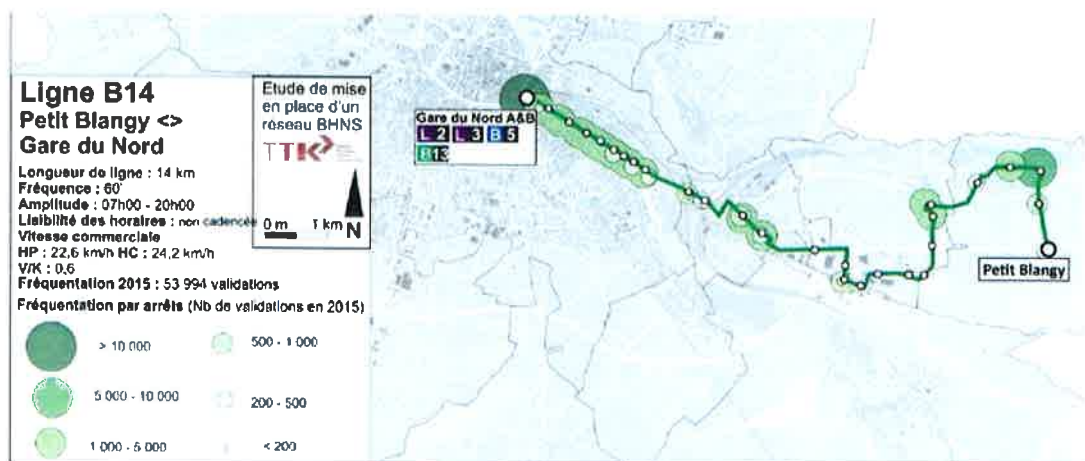 Ligne B14
Petit Blangy <>
Gare du Nord
Longueur de ligne : 14 km
Fréquence : 60'
Amplitude : 07h00 - 20h00
Lisibilité des horaires : non cadencée
Vitesse commerciale
HP : 22,6 km/h HC : 24,2 km/h
V/K : 0,6
Fréquentation 2015 : 53 994 validations
Fréquentation par arrêts (Nb de validations en 2015)
> 10 000
500 - 1 000
5 000 - 10 000
200 - 500
1 000 - 5 000
< 200
Etude de mise
en place d'un
réseau BHNS
TTK
0 m 1 km N
Gare du Nord A&B
L 2 L 3 B 5
B 13
Petit Blangy